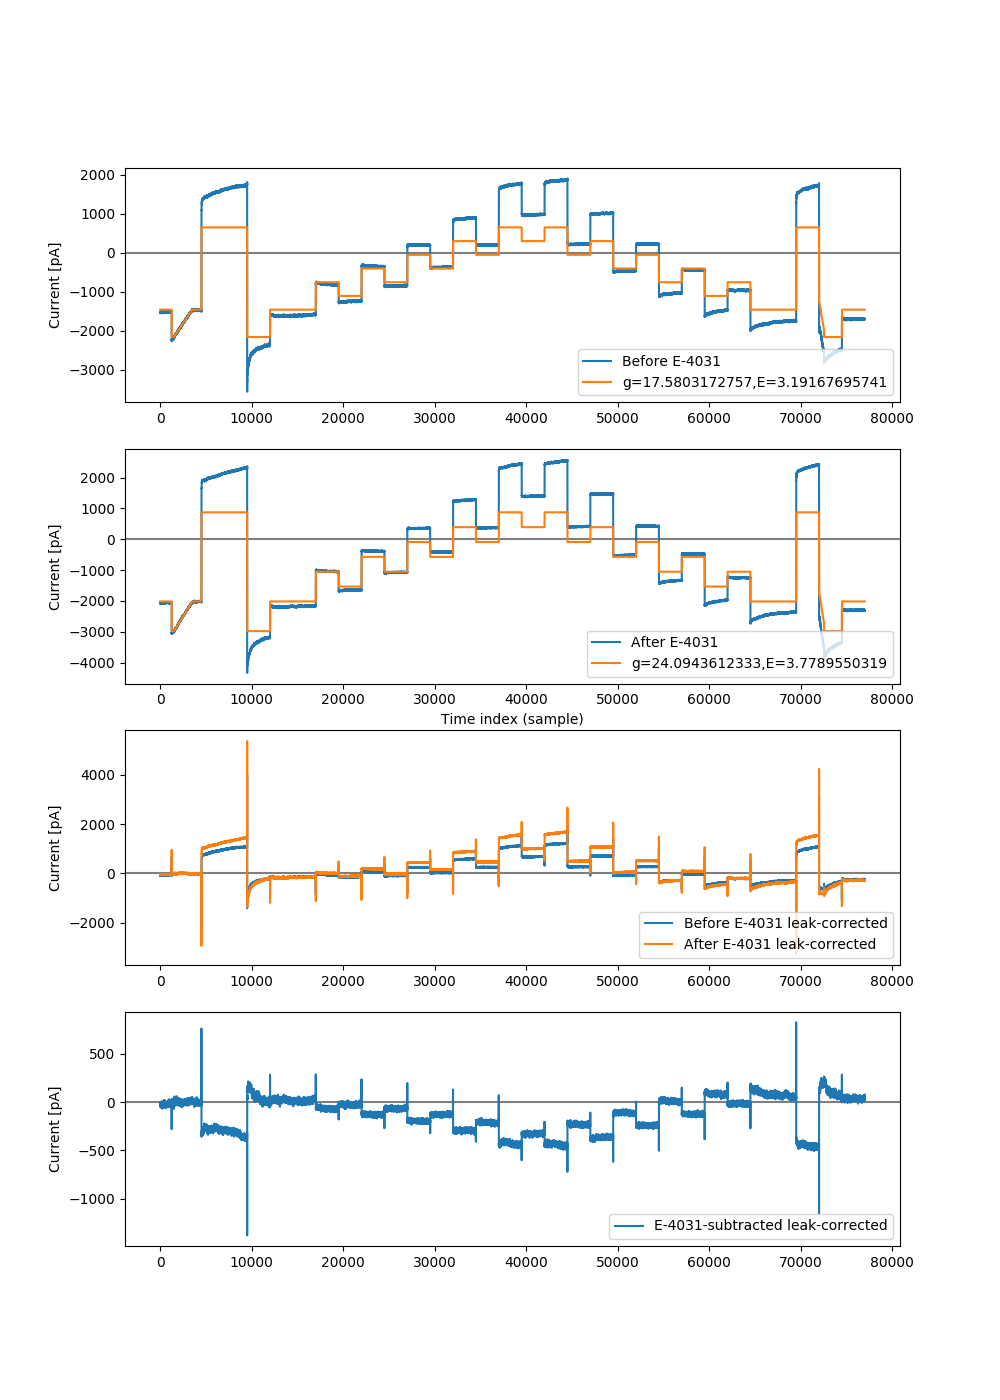 2000
1000
0
−1000
−2000
−3000
Current [pA]
Before E-4031
g=17.5803172757,E=3.19167695741
0 10000 20000 30000 40000 50000 60000 70000 80000
2000
1000
0
−1000
−2000
−3000
−4000
Current [pA]
After E-4031
g=24.0943612333,E=3.7789550319
0 10000 20000 30000 40000 50000 60000 70000 80000
Time index (sample)
4000
2000
0
−2000
Current [pA]
Before E-4031 leak-corrected
After E-4031 leak-corrected
0 10000 20000 30000 40000 50000 60000 70000 80000
500
0
−500
−1000
Current [pA]
E-4031-subtracted leak-corrected
0 10000 20000 30000 40000 50000 60000 70000 80000